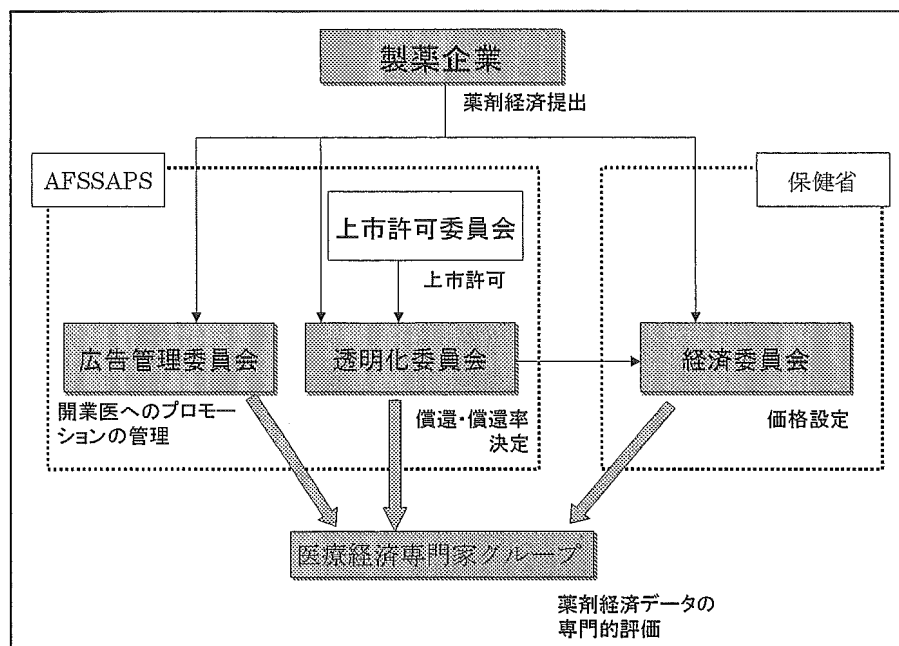 製薬企業
薬剤経済提出
AFSSAPS
保健省
上市許可委員会
上市許可
広告管理委員会
透明化委員会
経済委員会
開業医へのプロモー
ションの管理
償還・償還率
決定
価格設定
医療経済専門家グループ
薬剤経済データの
専門的評価